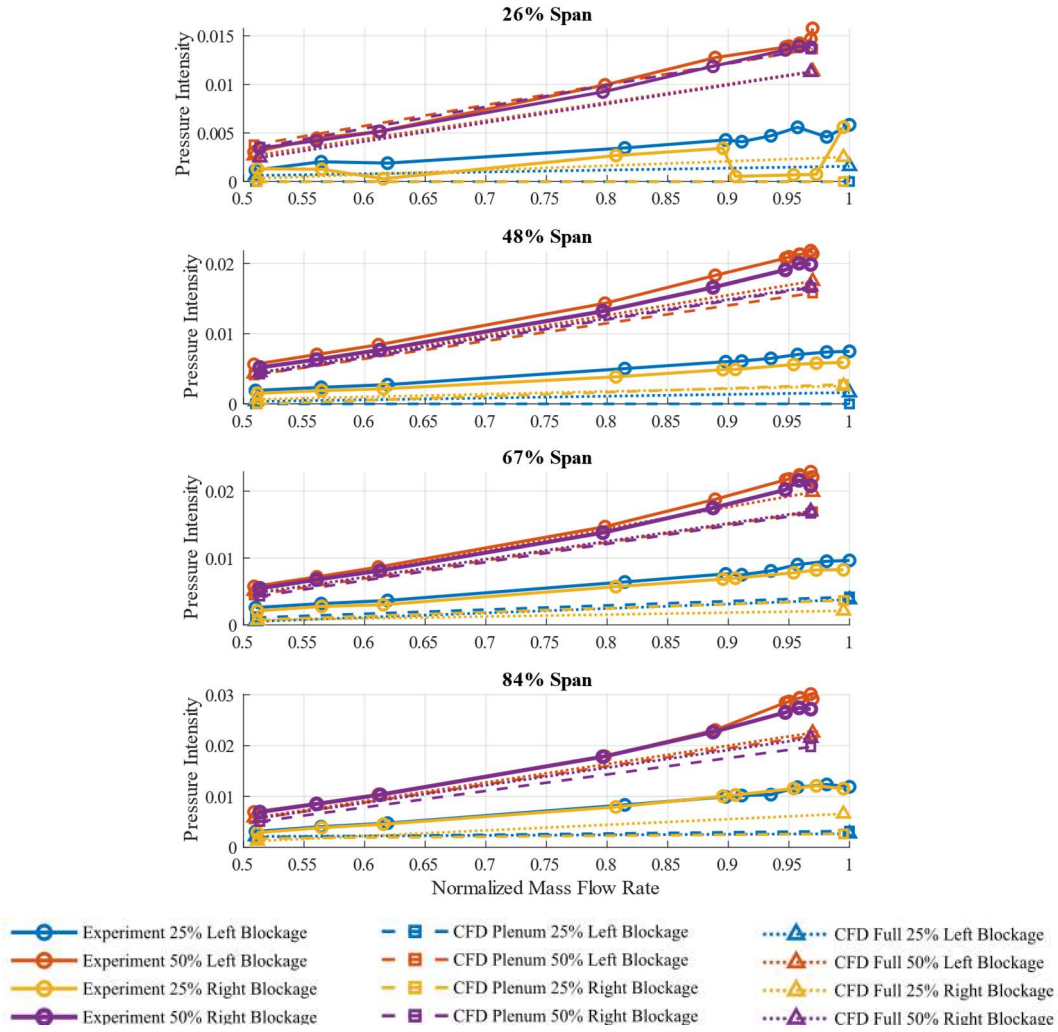 26% Span
Pressure Intensity
0.015
0.01
0.005
0
0.5 0.55 0.6 0.65 0.7 0.75 0.8 0.85 0.9 0.95 1
48% Span
Pressure Intensity
0.02
0.01
0
0.5 0.55 0.6 0.65 0.7 0.75 0.8 0.85 0.9 0.95 1
67% Span
Pressure Intensity
0.02
0.01
0
0.5 0.55 0.6 0.65 0.7 0.75 0.8 0.85 0.9 0.95 1
84% Span
Pressure Intensity
0.03
0.02
0.01
0
0.5 0.55 0.6 0.65 0.7 0.75 0.8 0.85 0.9 0.95 1
Normalized Mass Flow Rate
Experiment 25% Left Blockage
Experiment 50% Left Blockage
Experiment 25% Right Blockage
Experiment 50% Right Blockage
CFD Plenum 25% Left Blockage
CFD Plenum 50% Left Blockage
CFD Plenum 25% Right Blockage
CFD Plenum 50% Right Blockage
CFD Full 25% Left Blockage
CFD Full 50% Left Blockage
CFD Full 25% Right Blockage
CFD Full 50% Right Blockage